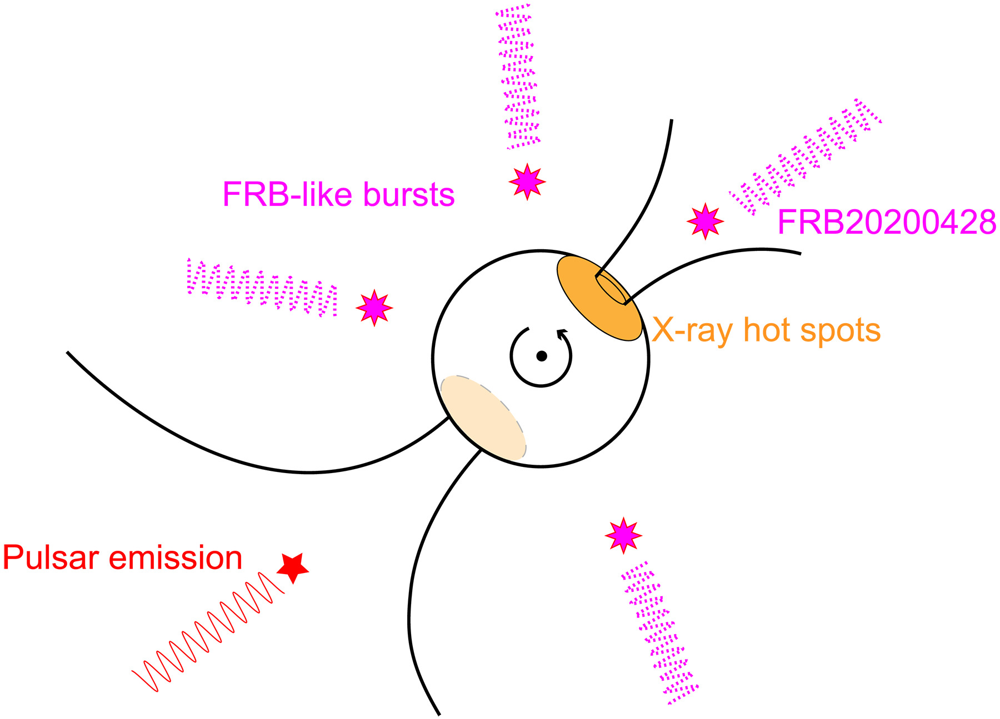 FRB-like bursts
FRB20200428
X-ray hot spots
Pulsar emission